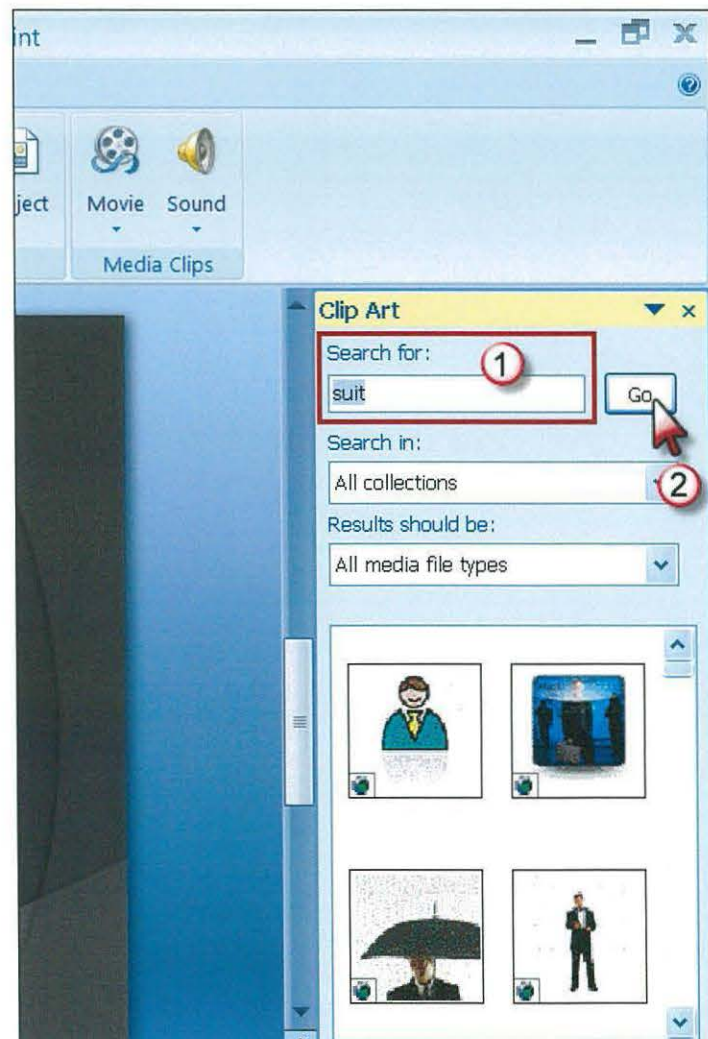 int
ject
Movie Sound
Media Clips
Clip Art
Search for:
1
suit
Go
Search in:
All collections
2
Results should be:
All media file types